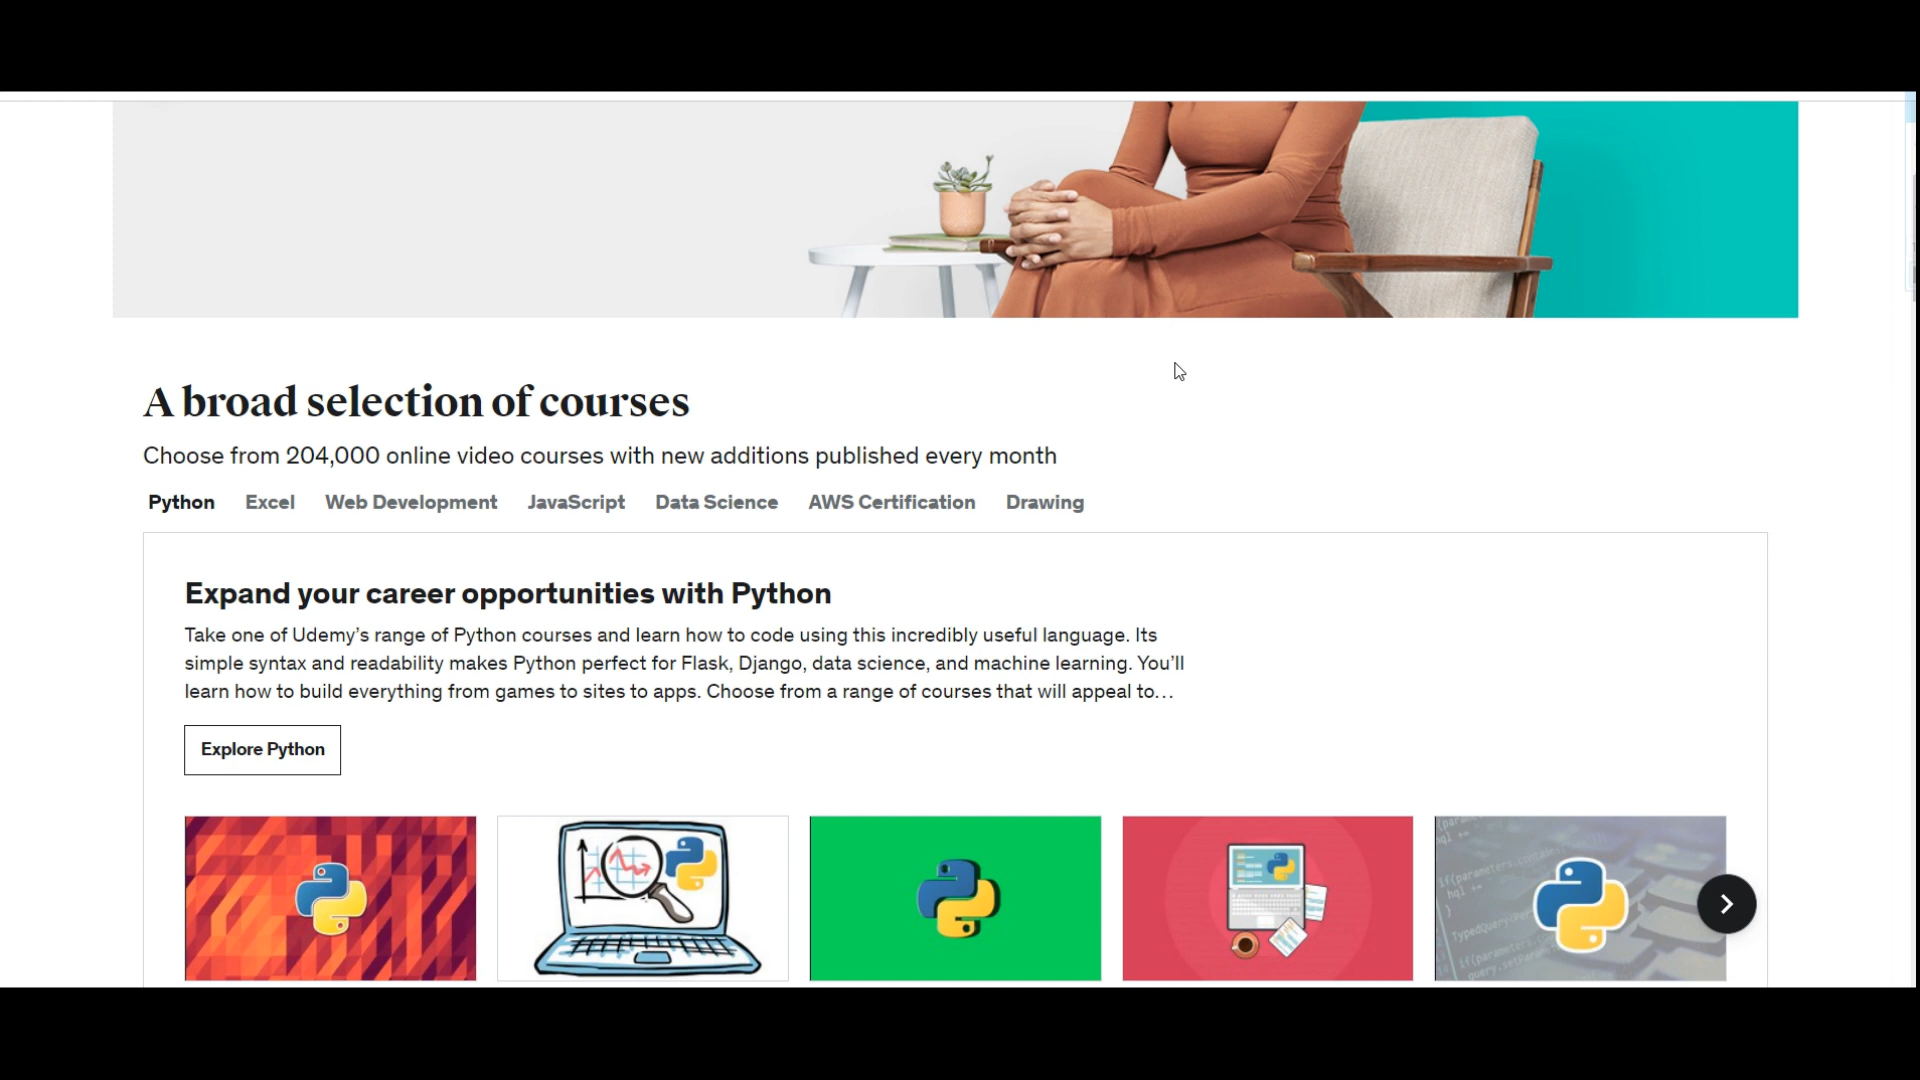 A broad selection of courses
Choose from 204,000 online video courses with new additions published every month
Python Excel Web Development JavaScript Data Science AWS Certification Drawing
Expand your career opportunities with Python
Take one of Udemy’s range of Python courses and learn how to code using this incredibly useful language. Its
simple syntax and readability makes Python perfect for Flask, Django, data science, and machine learning. You’ll
learn how to build everything from games to sites to apps. Choose from a range of courses that will appeal to...
Explore Python